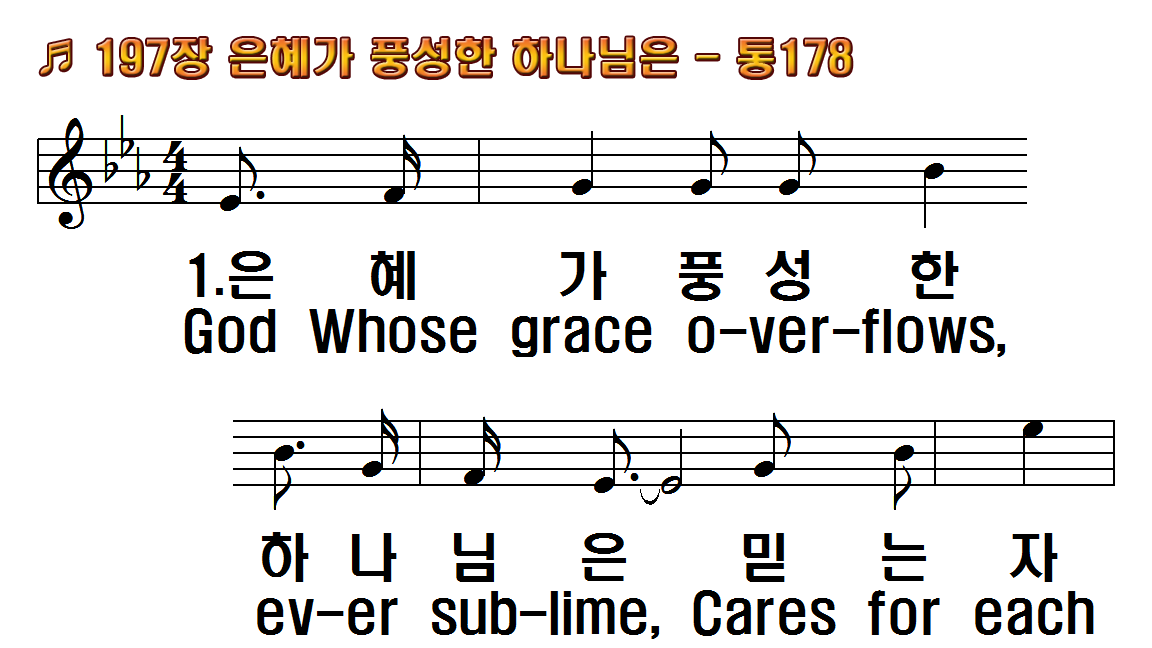 ♬ 197장 은혜가 풍성한 하나님은 - 통178
4
4
1.은 혜 가 풍 성 한
God Whose grace o-ver-flows,
하 나 님 은 믿 는 자
ev-er sub-lime, Cares for each